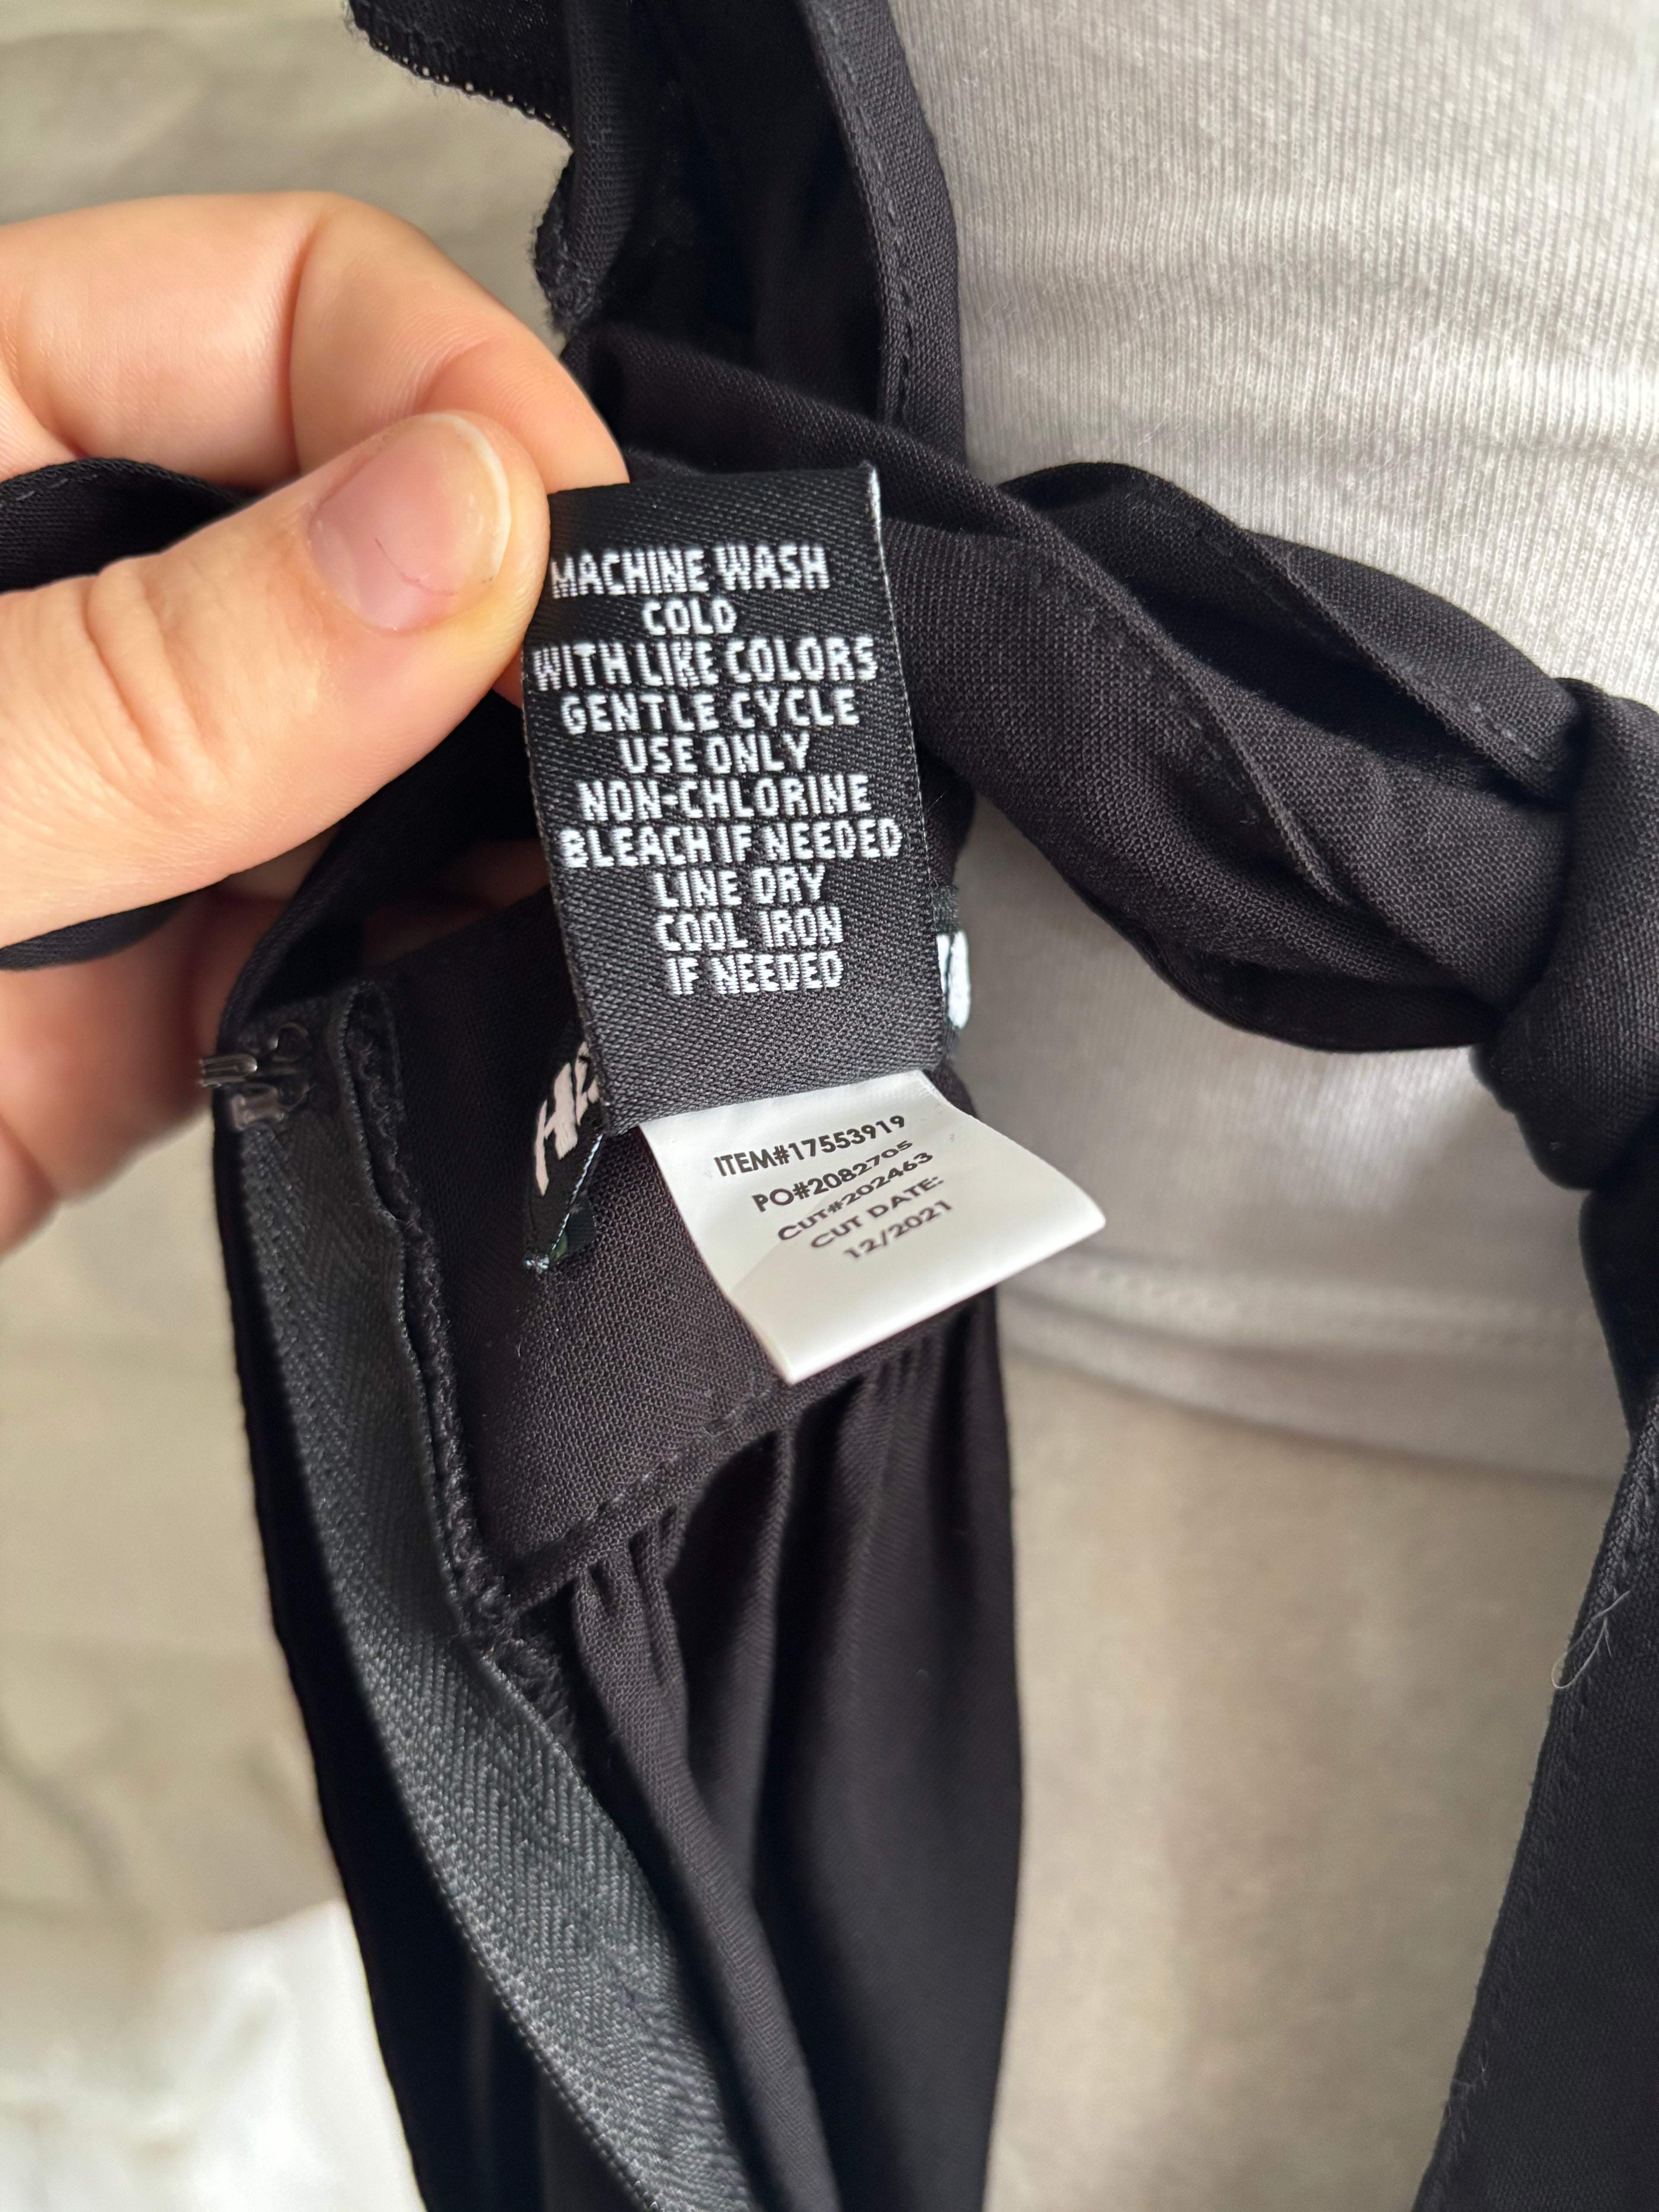 MACHINE WASH
COLD
WITH LIKE COLORS
GENTLE CYCLE
USE ONLY
NON-CHLORINE
BLEACH IF NEEDED
LINE DRY
COOL IRON
IF NEEDED
ITEM#17553919
PO#2082705
CUT#202463
CUT DATE:
12/2021